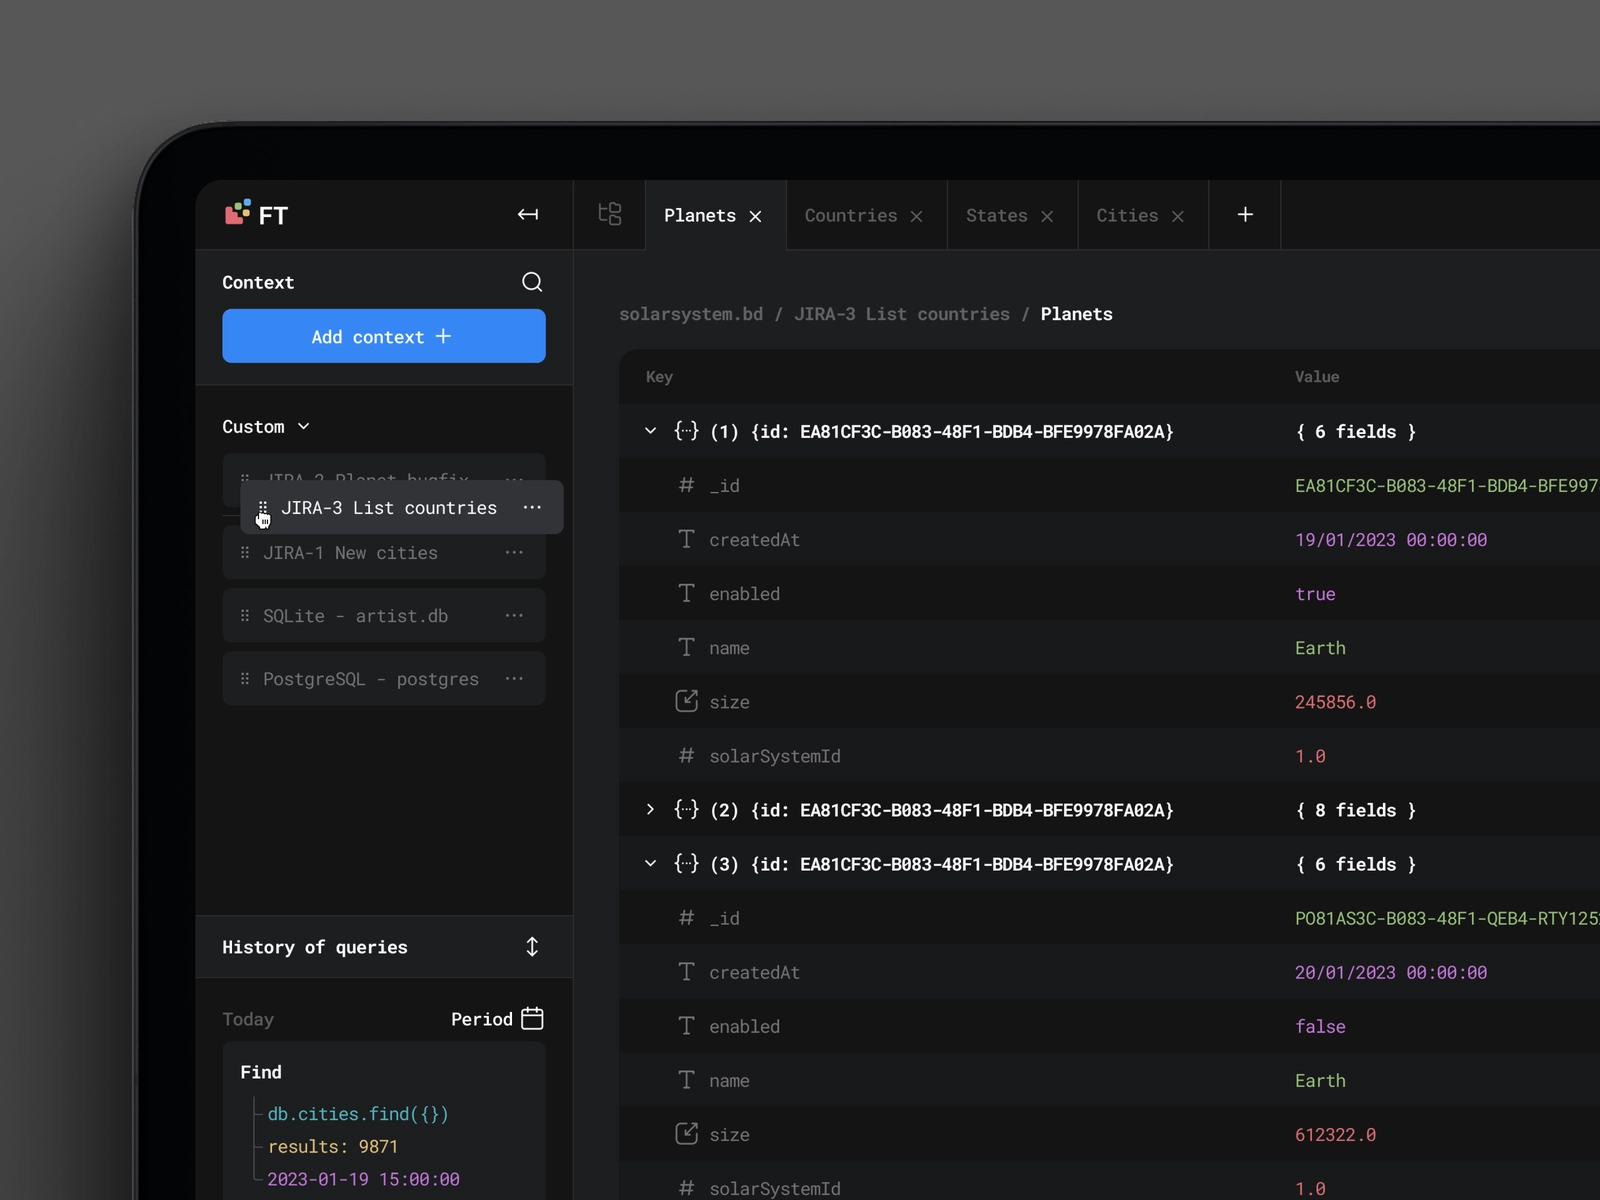 FT
Planets
Countries
States
Cities
Context
Add context +
Custom
JIRA-2 Planet bugfix
JIRA-3 List countries
JIRA-1 New cities
SQLite - artist.db
PostgreSQL - postgres
History of queries
Today
Period
Find
db.cities.find({})
results: 9871
2023-01-19 15:00:00
solarsystem.bd / JIRA-3 List countries / Planets
Key Value
{··} (1) {id: EA81CF3C-B083-48F1-BDB4-BFE9978FA02A} { 6 fields }
# _id EA81CF3C-B083-48F1-BDB4-BFE997
T createdAt 19/01/2023 00:00:00
T enabled true
T name Earth
size 245856.0
# solarSystemId 1.0
{··} (2) {id: EA81CF3C-B083-48F1-BDB4-BFE9978FA02A} { 8 fields }
{··} (3) {id: EA81CF3C-B083-48F1-BDB4-BFE9978FA02A} { 6 fields }
# _id PO81AS3C-B083-48F1-QEB4-RTY125
T createdAt 20/01/2023 00:00:00
T enabled false
T name Earth
size 612322.0
# solarSystemId 1.0